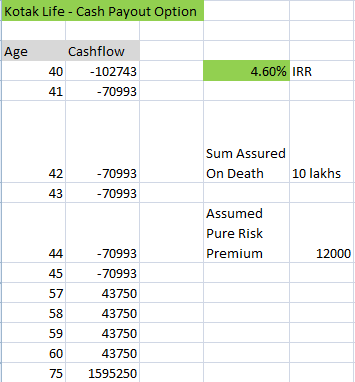 Kotak Life - Cash Payout Option
Age Cashflow
40 -102743 4.60% IRR
41 -70993
Sum Assured
42 -70993 On Death 10 lakhs
43 -70993
Assumed
Pure Risk
44 -70993 Premium 12000
45 -70993
57 43750
58 43750
59 43750
60 43750
75 1595250